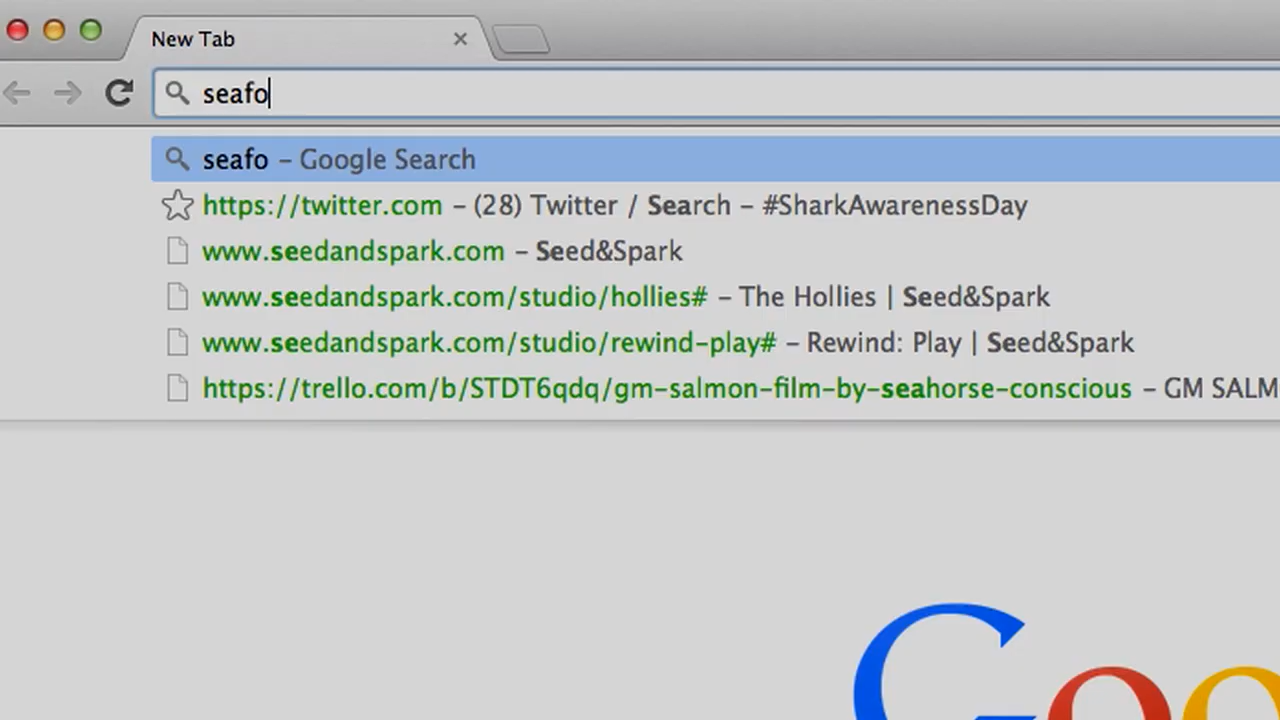 New Tab
seafo
seafo – Google Search
https://twitter.com – (28) Twitter / Search – #SharkAwarenessDay
www.seedandspark.com – Seed&Spark
www.seedandspark.com/studio/hollies# – The Hollies | Seed&Spark
www.seedandspark.com/studio/rewind-play# – Rewind: Play | Seed&Spark
https://trello.com/b/STDT6qdq/gm-salmon-film-by-seahorse-conscious – GM SALM
Goo